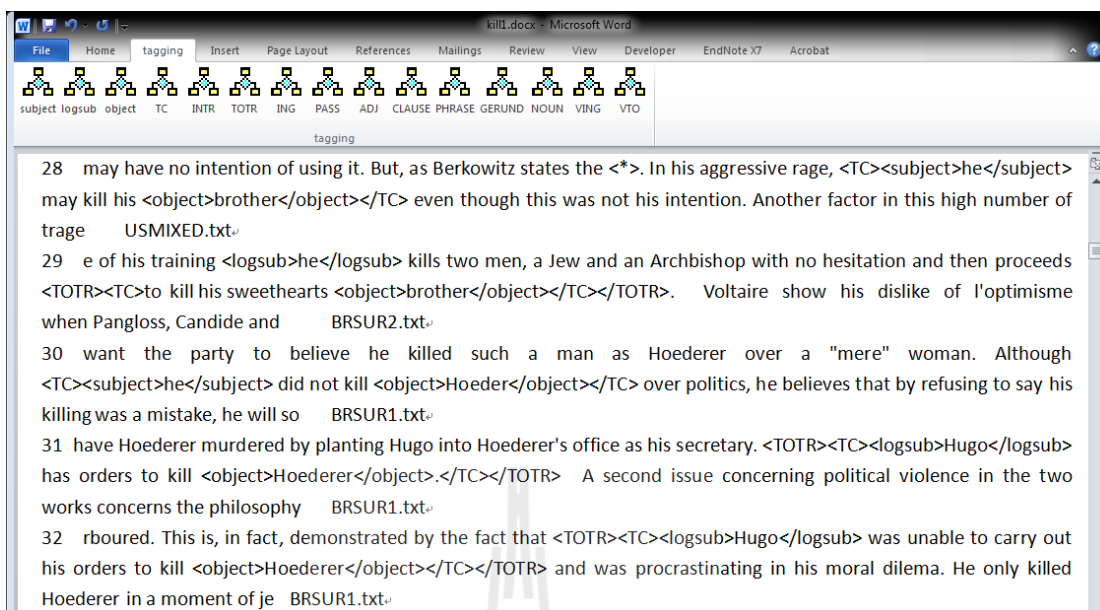 kill1.docx - Microsoft Word
File Home tagging Insert Page Layout References Mailings Review View Developer EndNote X7 Acrobat
subject logsub object TC INTR TOTR ING PASS ADJ CLAUSE PHRASE GERUND NOUN VING VTO
tagging
28 may have no intention of using it. But, as Berkowitz states the <*>. In his aggressive rage, <TC><subject>he</subject>
may kill his <object>brother</object></TC> even though this was not his intention. Another factor in this high number of
trage USMIXED.txt
29 e of his training <logsub>he</logsub> kills two men, a Jew and an Archbishop with no hesitation and then proceeds
<TOTR><TC>to kill his sweethearts <object>brother</object></TC></TOTR>. Voltaire show his dislike of l'optimisme
when Pangloss, Candide and BRSUR2.txt
30 want the party to believe he killed such a man as Hoederer over a "mere" woman. Although
<TC><subject>he</subject> did not kill <object>Hoeder</object></TC> over politics, he believes that by refusing to say his
killing was a mistake, he will so BRSUR1.txt
31 have Hoederer murdered by planting Hugo into Hoederer's office as his secretary. <TOTR><TC><logsub>Hugo</logsub>
has orders to kill <object>Hoederer</object>.</TC></TOTR> A second issue concerning political violence in the two
works concerns the philosophy BRSUR1.txt
32 rboured. This is, in fact, demonstrated by the fact that <TOTR><TC><logsub>Hugo</logsub> was unable to carry out
his orders to kill <object>Hoederer</object></TC></TOTR> and was procrastinating in his moral dilema. He only killed
Hoederer in a moment of je BRSUR1.txt